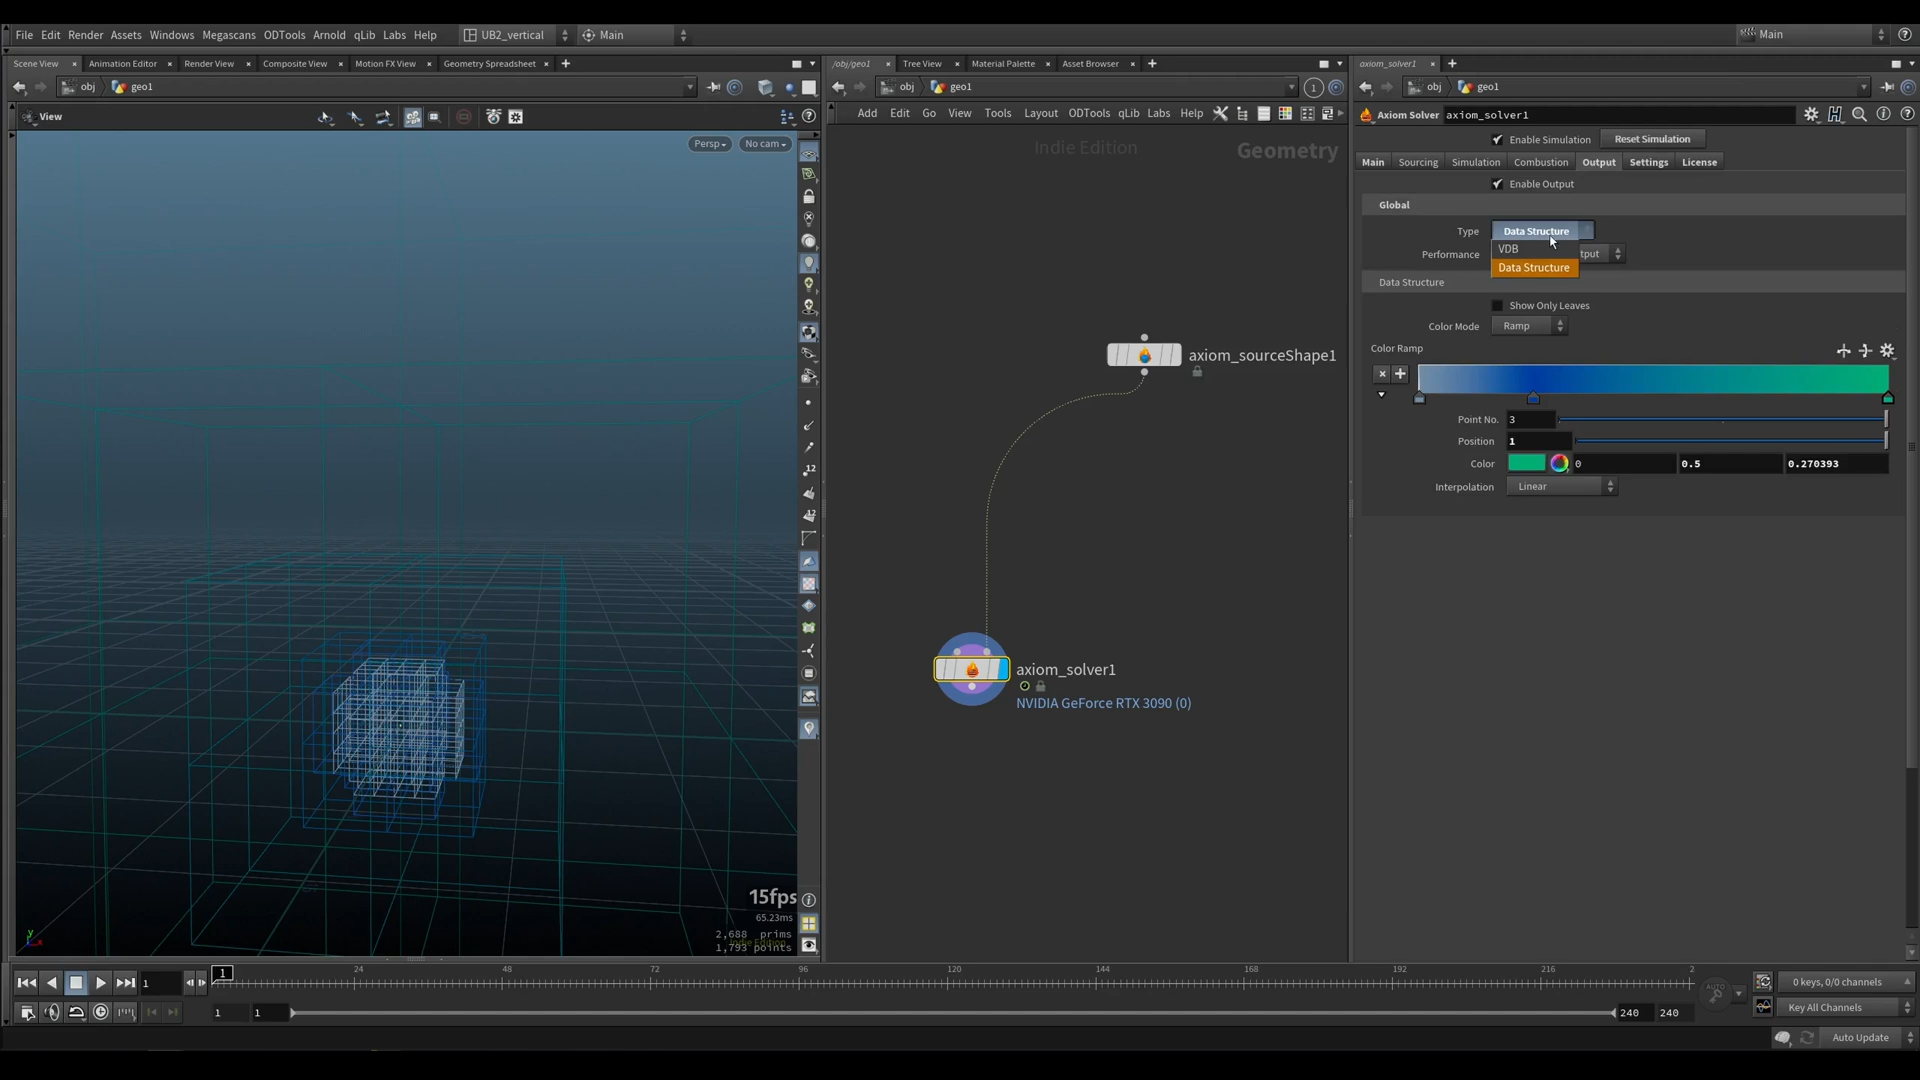 File Edit Render Assets Windows Megascans ODTools Arnold qLib Labs Help UB2_vertical Main Main
Scene View Animation Editor Render View Composite View Motion FX View Geometry Spreadsheet
/obj/geo1 Tree View Material Palette Asset Browser
axiom_solver1
obj geo1
obj geo1
obj geo1
View
Persp No cam
15fps
65.23ms
2,688 prims
1,793 points
Indie Edition
Add Edit Go View Tools Layout ODTools qLib Labs Help
Indie Edition Geometry
axiom_sourceShape1
axiom_solver1
NVIDIA GeForce RTX 3090 (0)
Axiom Solver axiom_solver1
Enable Simulation Reset Simulation
Main Sourcing Simulation Combustion Output Settings License
Enable Output
Global
Type Data Structure
VDB
Performance tput
Data Structure
Data Structure
Show Only Leaves
Color Mode Ramp
Color Ramp
Point No. 3
Position 1
Color 0 0.5 0.270393
Interpolation Linear
1 1 24 48 72 96 120 144 168 192 216 2
AUTO
0 keys, 0/0 channels
1 1 240 240
Key All Channels
Auto Update